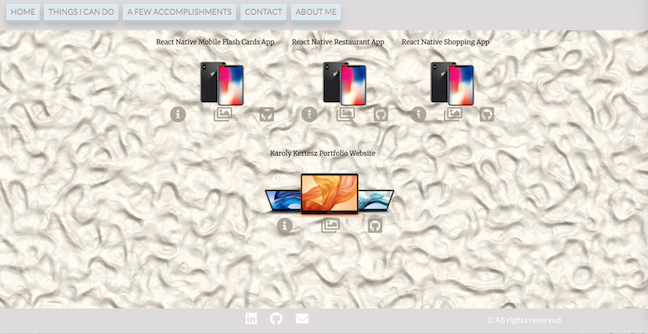 HOME THINGS I CAN DO A FEW ACCOMPLISHMENTS CONTACT ABOUT ME
React Native Mobile Flash Cards App React Native Restaurant App React Native Shopping App
Karoly Kertesz Portfolio Website
© All rights reserved.